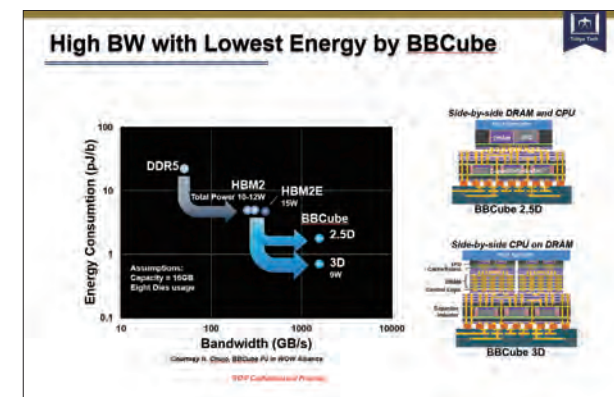 High BW with Lowest Energy by BBCube
Tokyo Tech
Energy Consumtion (pJ/b)
100
10
1
0.1
DDR5
HBM2
Total Power 10-12W
HBM2E
15W
BBCube
2.5D
3D
9W
Assumptions:
Capacity = 16GB
Eight Dies usage
10
100
1000
10000
Bandwidth (GB/s)
Side-by-side DRAM and CPU
BBCube 2.5D
Side-by-side CPU on DRAM
BBCube 3D